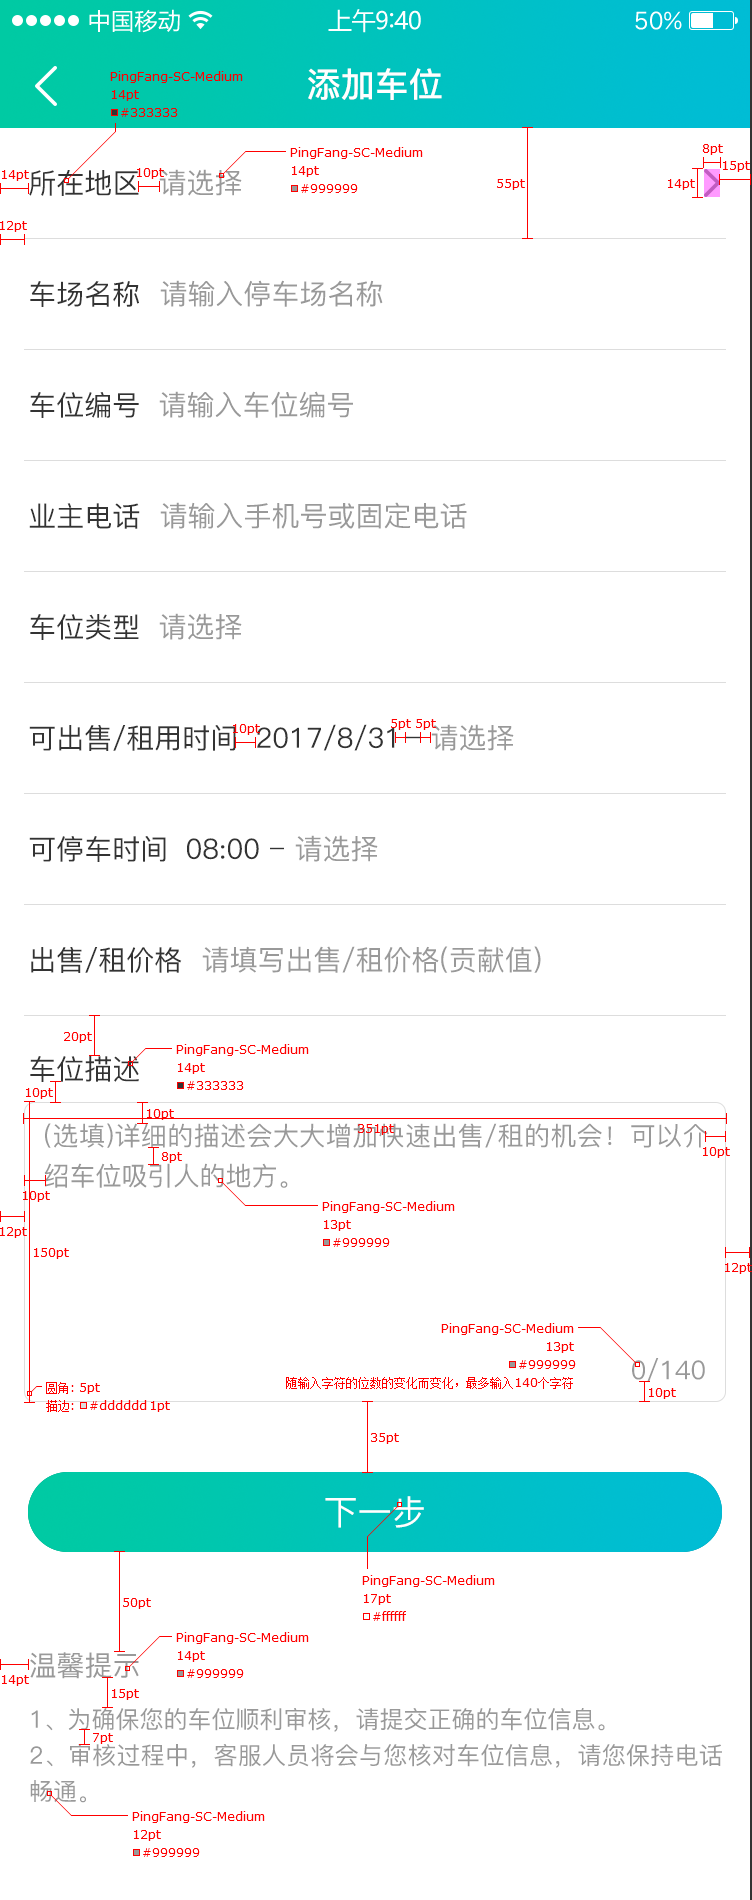 中国移动 上午9:40 50%
添加车位
PingFang-SC-Medium
14pt
#333333
PingFang-SC-Medium
14pt
#999999
55pt
8pt
15pt
14pt
14pt
所在地区 10pt 请选择
12pt
车场名称 请输入停车场名称
车位编号 请输入车位编号
业主电话 请输入手机号或固定电话
车位类型 请选择
10pt 5pt 5pt
可出售/租用时间 2017/8/31 请选择
可停车时间 08:00 - 请选择
出售/租价格 请填写出售/租价格(贡献值)
20pt
车位描述
PingFang-SC-Medium
14pt
#333333
10pt
10pt
351pt
(选填)详细的描述会大大增加快速出售/租的机会！可以介
10pt
8pt
绍车位吸引人的地方。
10pt
PingFang-SC-Medium
13pt
#999999
12pt
150pt
12pt
PingFang-SC-Medium
13pt
#999999
0/140
随输入字符的位数的变化而变化，最多输入140个字符
10pt
圆角: 5pt
描边: #dddddd 1pt
35pt
下一步
PingFang-SC-Medium
17pt
#ffffff
50pt
PingFang-SC-Medium
14pt
#999999
温馨提示
14pt
15pt
1、为确保您的车位顺利审核，请提交正确的车位信息。
7pt
2、审核过程中，客服人员将会与您核对车位信息，请您保持电话
畅通。
PingFang-SC-Medium
12pt
#999999